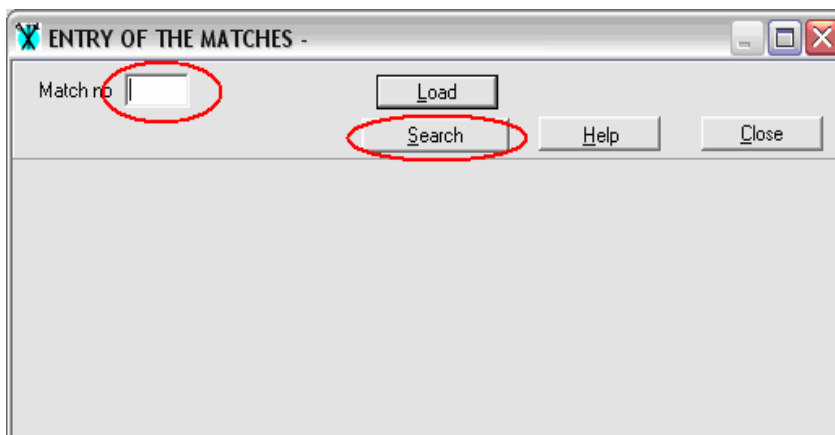 ENTRY OF THE MATCHES -
Match no Load
Search Help Close